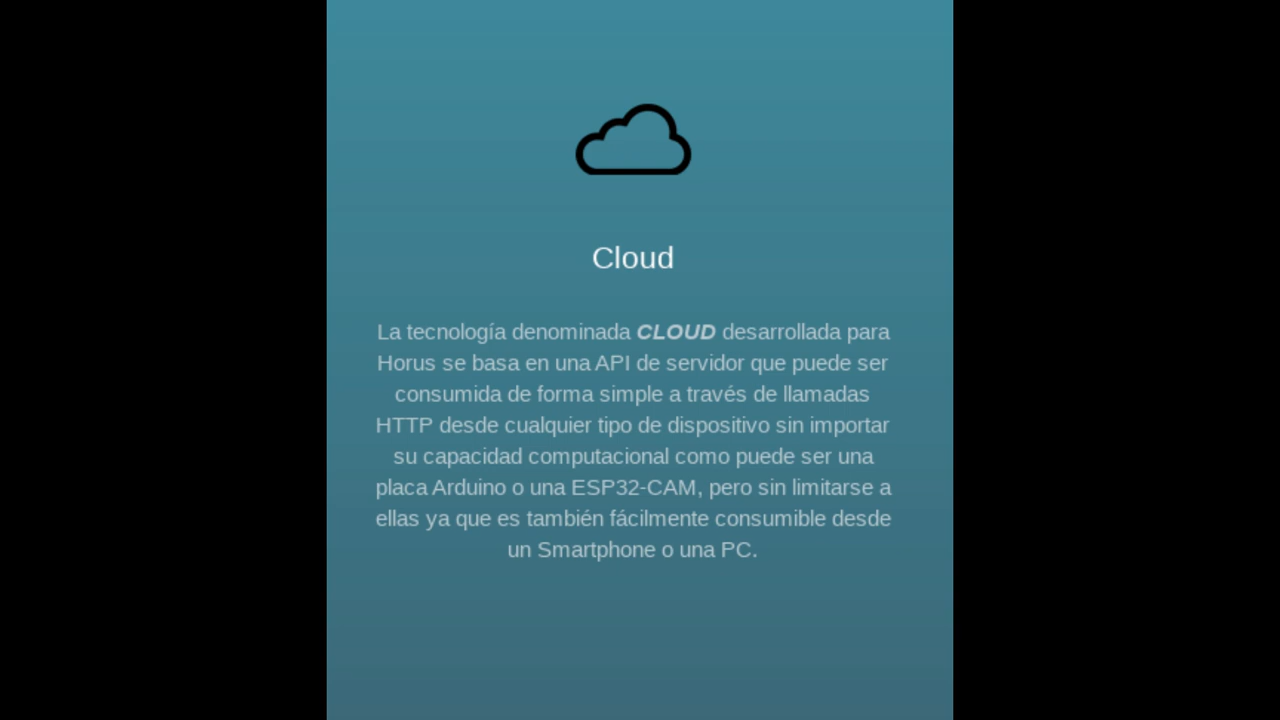 Cloud
La tecnología denominada CLOUD desarrollada para
Horus se basa en una API de servidor que puede ser
consumida de forma simple a través de llamadas
HTTP desde cualquier tipo de dispositivo sin importar
su capacidad computacional como puede ser una
placa Arduino o una ESP32-CAM, pero sin limitarse a
ellas ya que es también fácilmente consumible desde
un Smartphone o una PC.